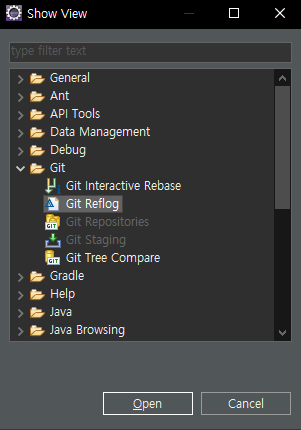 Show View
type filter text
General
Ant
API Tools
Data Management
Debug
Git
Git Interactive Rebase
Git Reflog
Git Repositories
Git Staging
Git Tree Compare
Gradle
Help
Java
Java Browsing
Open
Cancel